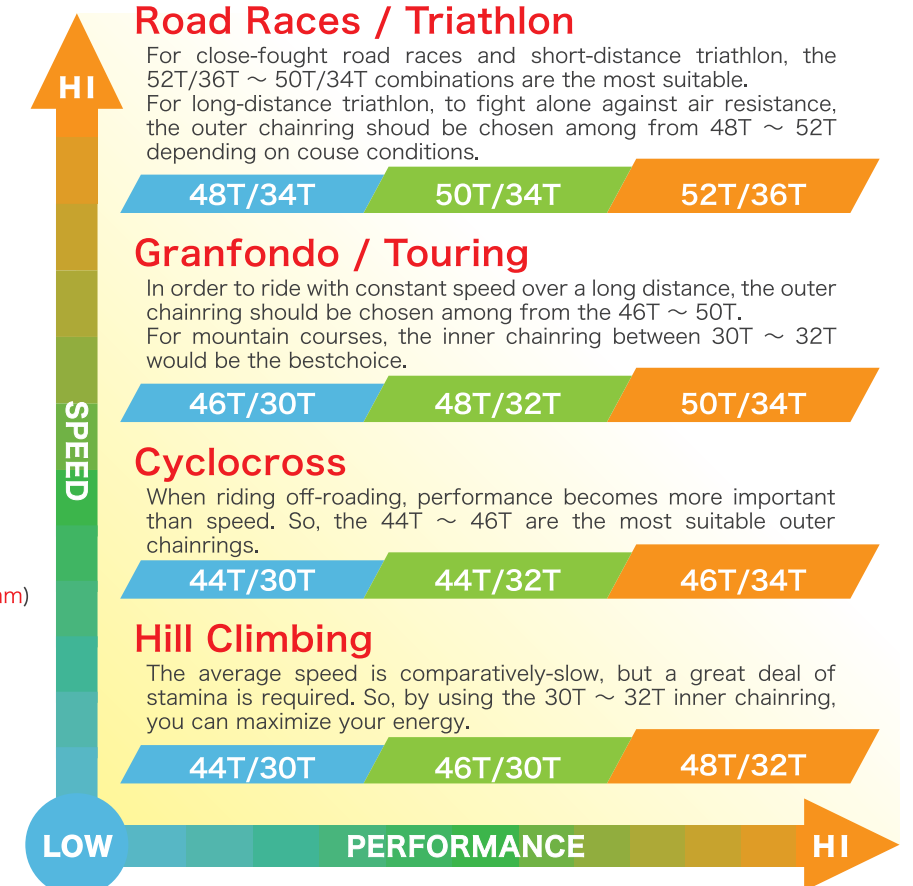 Road Races / Triathlon
HI
For close-fought road races and short-distance triathlon, the
52T/36T ～ 50T/34T combinations are the most suitable.
For long-distance triathlon, to fight alone against air resistance,
the outer chainring shoud be chosen among from 48T ～ 52T
depending on couse conditions.
48T/34T 50T/34T 52T/36T
Granfondo / Touring
In order to ride with constant speed over a long distance, the outer
chainring should be chosen among from the 46T ～ 50T.
For mountain courses, the inner chainring between 30T ～ 32T
would be the bestchoice.
46T/30T 48T/32T 50T/34T
SPEED
Cyclocross
When riding off-roading, performance becomes more important
than speed. So, the 44T ～ 46T are the most suitable outer
chainrings.
44T/30T 44T/32T 46T/34T
m)
Hill Climbing
The average speed is comparatively-slow, but a great deal of
stamina is required. So, by using the 30T ～ 32T inner chainring,
you can maximize your energy.
44T/30T 46T/30T 48T/32T
LOW PERFORMANCE HI